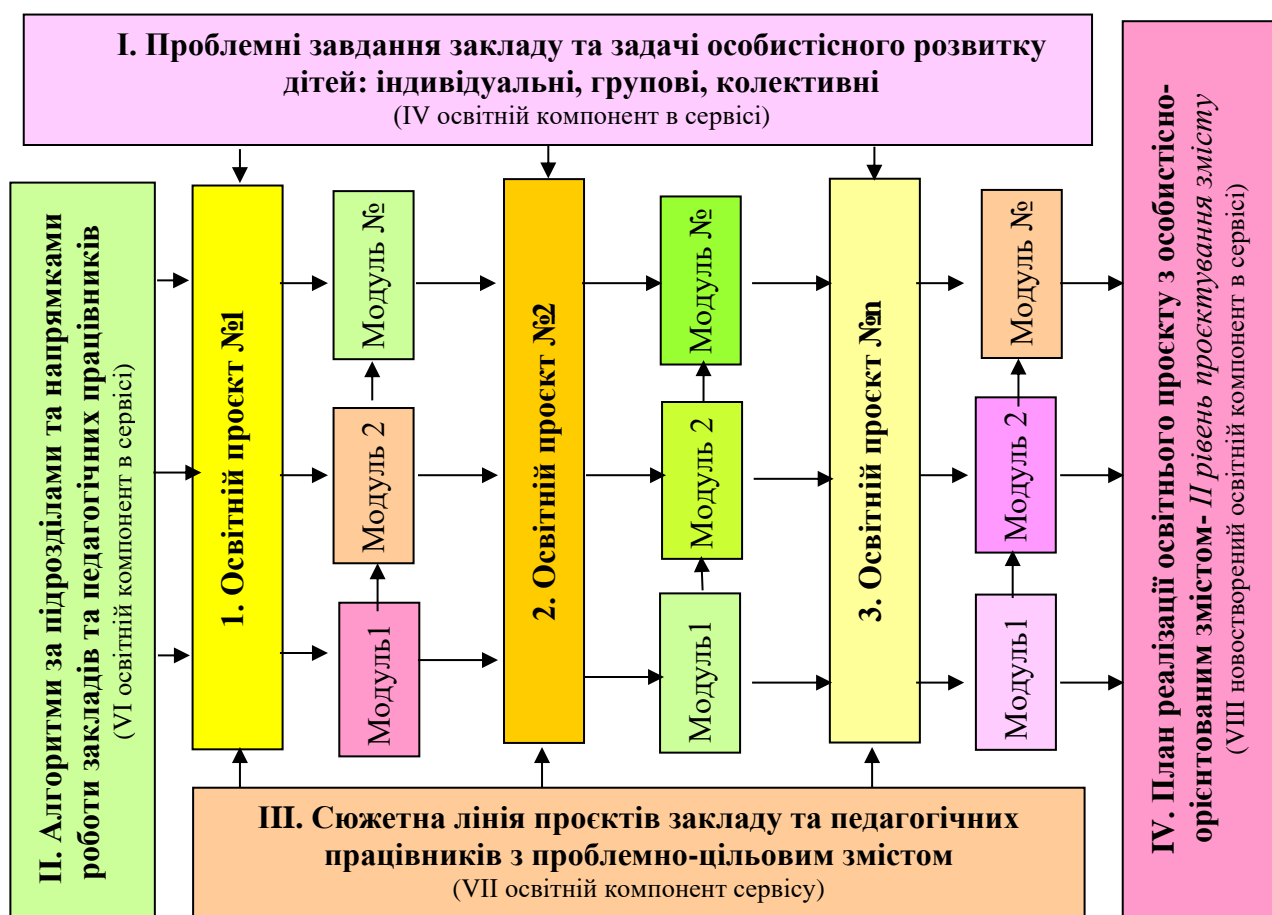 І. Проблемні завдання закладу та задачі особистісного розвитку
дітей: індивідуальні, групові, колективні
(IV освітній компонент в сервісі)
ІІ. Алгоритми за підрозділами та напрямками
роботи закладів та педагогічних працівників
(VI освітній компонент в сервісі)
1. Освітній проєкт №1
Модуль №
Модуль 2
Модуль1
2. Освітній проєкт №2
Модуль №
Модуль 2
Модуль1
3. Освітній проєкт №n
Модуль №
Модуль 2
Модуль1
ІІІ. Сюжетна лінія проєктів закладу та педагогічних
працівників з проблемно-цільовим змістом
(VII освітній компонент сервісу)
IV. План реалізації освітнього проєкту з особистісно-
орієнтованим змістом- ІІ рівень проєктування змісту
(VIII новостворений освітній компонент в сервісі)